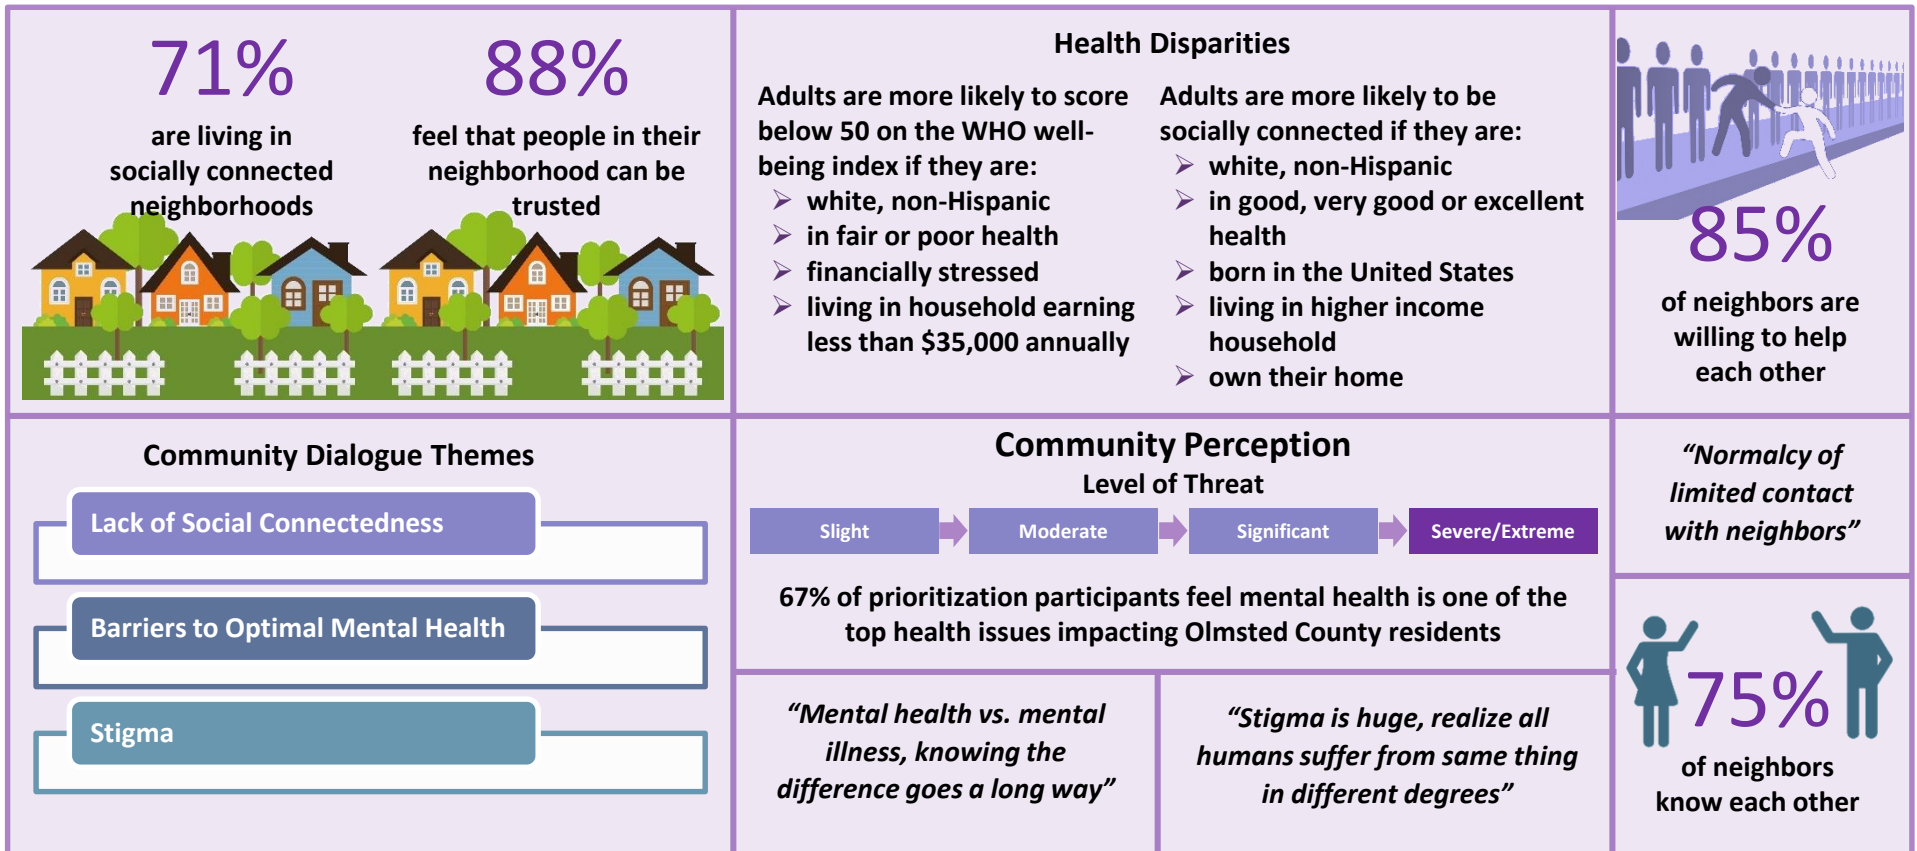 71%
are living in
socially connected
neighborhoods
88%
feel that people in their
neighborhood can be
trusted
Health Disparities
Adults are more likely to score
below 50 on the WHO well-
being index if they are:
➢ white, non-Hispanic
➢ in fair or poor health
➢ financially stressed
➢ living in household earning
less than $35,000 annually
Adults are more likely to be
socially connected if they are:
➢ white, non-Hispanic
➢ in good, very good or excellent
health
➢ born in the United States
➢ living in higher income
household
➢ own their home
85%
of neighbors are
willing to help
each other
Community Dialogue Themes
Lack of Social Connectedness
Barriers to Optimal Mental Health
Stigma
Community Perception
Level of Threat
Slight
Moderate
Significant
Severe/Extreme
67% of prioritization participants feel mental health is one of the
top health issues impacting Olmsted County residents
“Mental health vs. mental
illness, knowing the
difference goes a long way”
“Stigma is huge, realize all
humans suffer from same thing
in different degrees”
“Normalcy of
limited contact
with neighbors”
75%
of neighbors
know each other